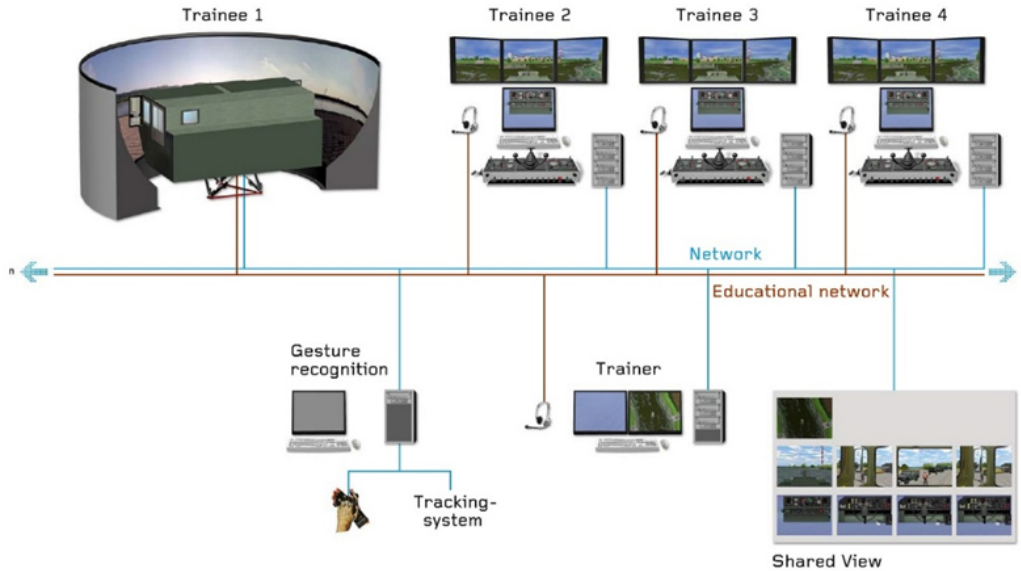 Trainee 1
Trainee 2
Trainee 3
Trainee 4
Network
n
Educational network
Gesture
recognition
Trainer
Tracking-
system
Shared View